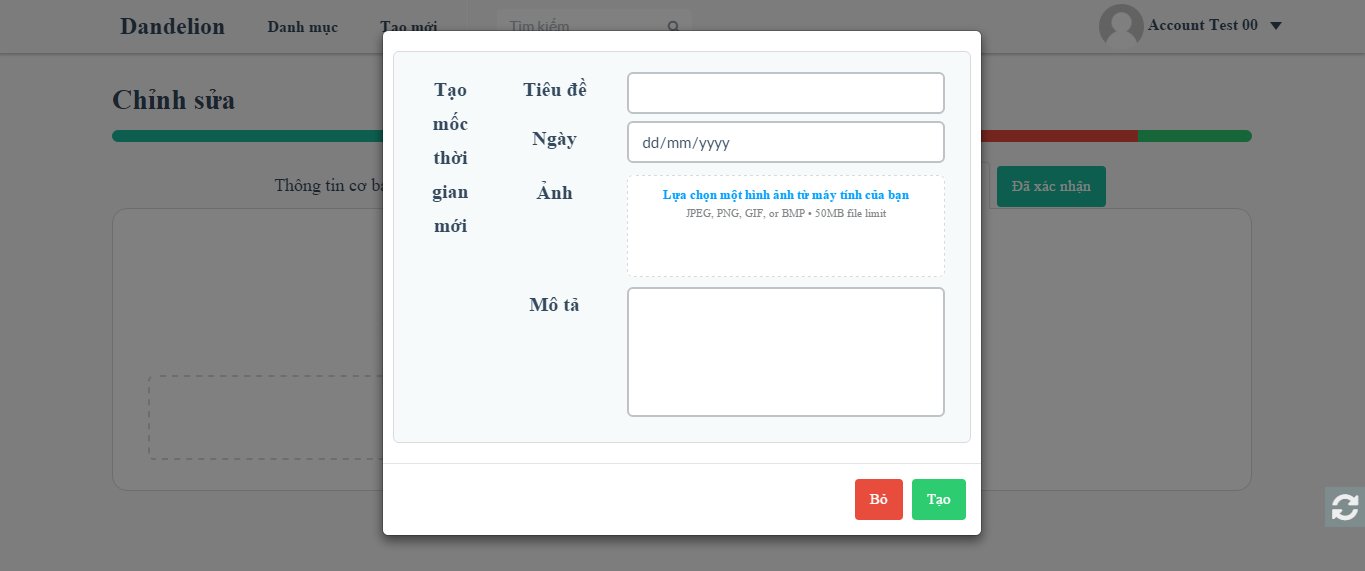 Dandelion Danh mục Tạo mới Tìm kiếm Account Test 00
Chỉnh sửa
Thông tin cơ
Đã xác nhận
Tạo
mốc
thời
gian
mới
Tiêu đề
Ngày
dd/mm/yyyy
Ảnh
Lựa chọn một hình ảnh từ máy tính của bạn
JPEG, PNG, GIF, or BMP • 50MB file limit
Mô tả
Bỏ
Tạo